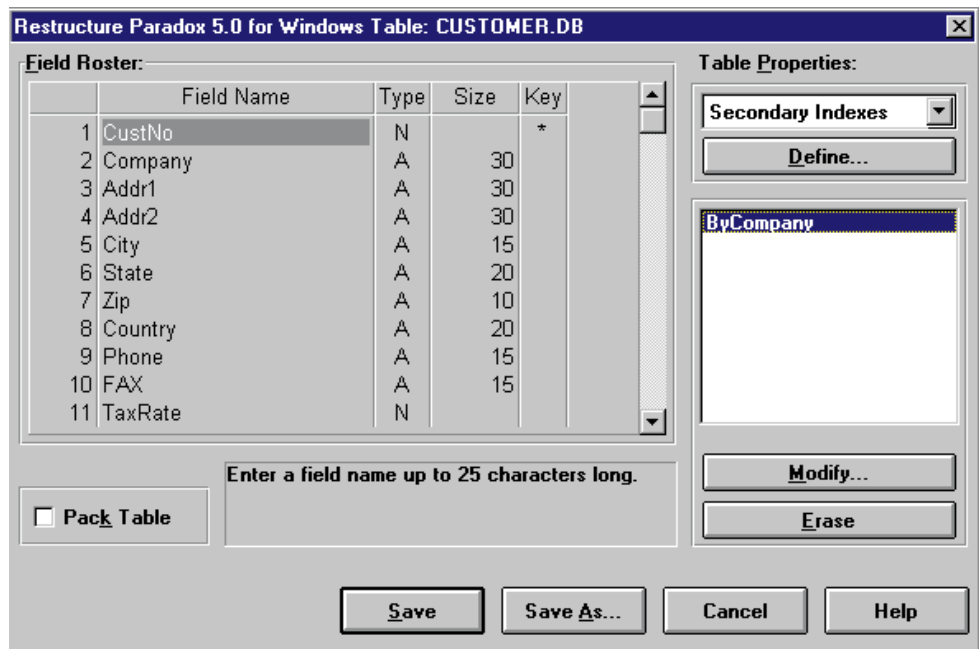 Restructure Paradox 5.0 for Windows Table: CUSTOMER.DB
Field Roster:
Field Name Type Size Key
1 CustNo N *
2 Company A 30
3 Addr1 A 30
4 Addr2 A 30
5 City A 15
6 State A 20
7 Zip A 10
8 Country A 20
9 Phone A 15
10 FAX A 15
11 TaxRate N
Enter a field name up to 25 characters long.
Pack Table
Table Properties:
Secondary Indexes
Define...
ByCompany
Modify...
Erase
Save Save As... Cancel Help